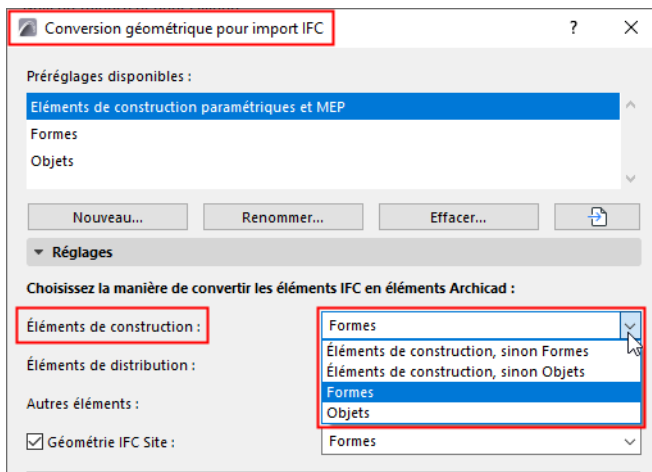 Conversion géométrique pour import IFC
?
Préréglages disponibles :
Eléments de construction paramétriques et MEP
Formes
Objets
Nouveau...
Renommer...
Effacer...
Réglages
Choisissez la manière de convertir les éléments IFC en éléments Archicad :
Éléments de construction :
Formes
Éléments de construction, sinon Formes
Éléments de distribution :
Éléments de construction, sinon Objets
Formes
Autres éléments :
Objets
Géométrie IFC Site :
Formes